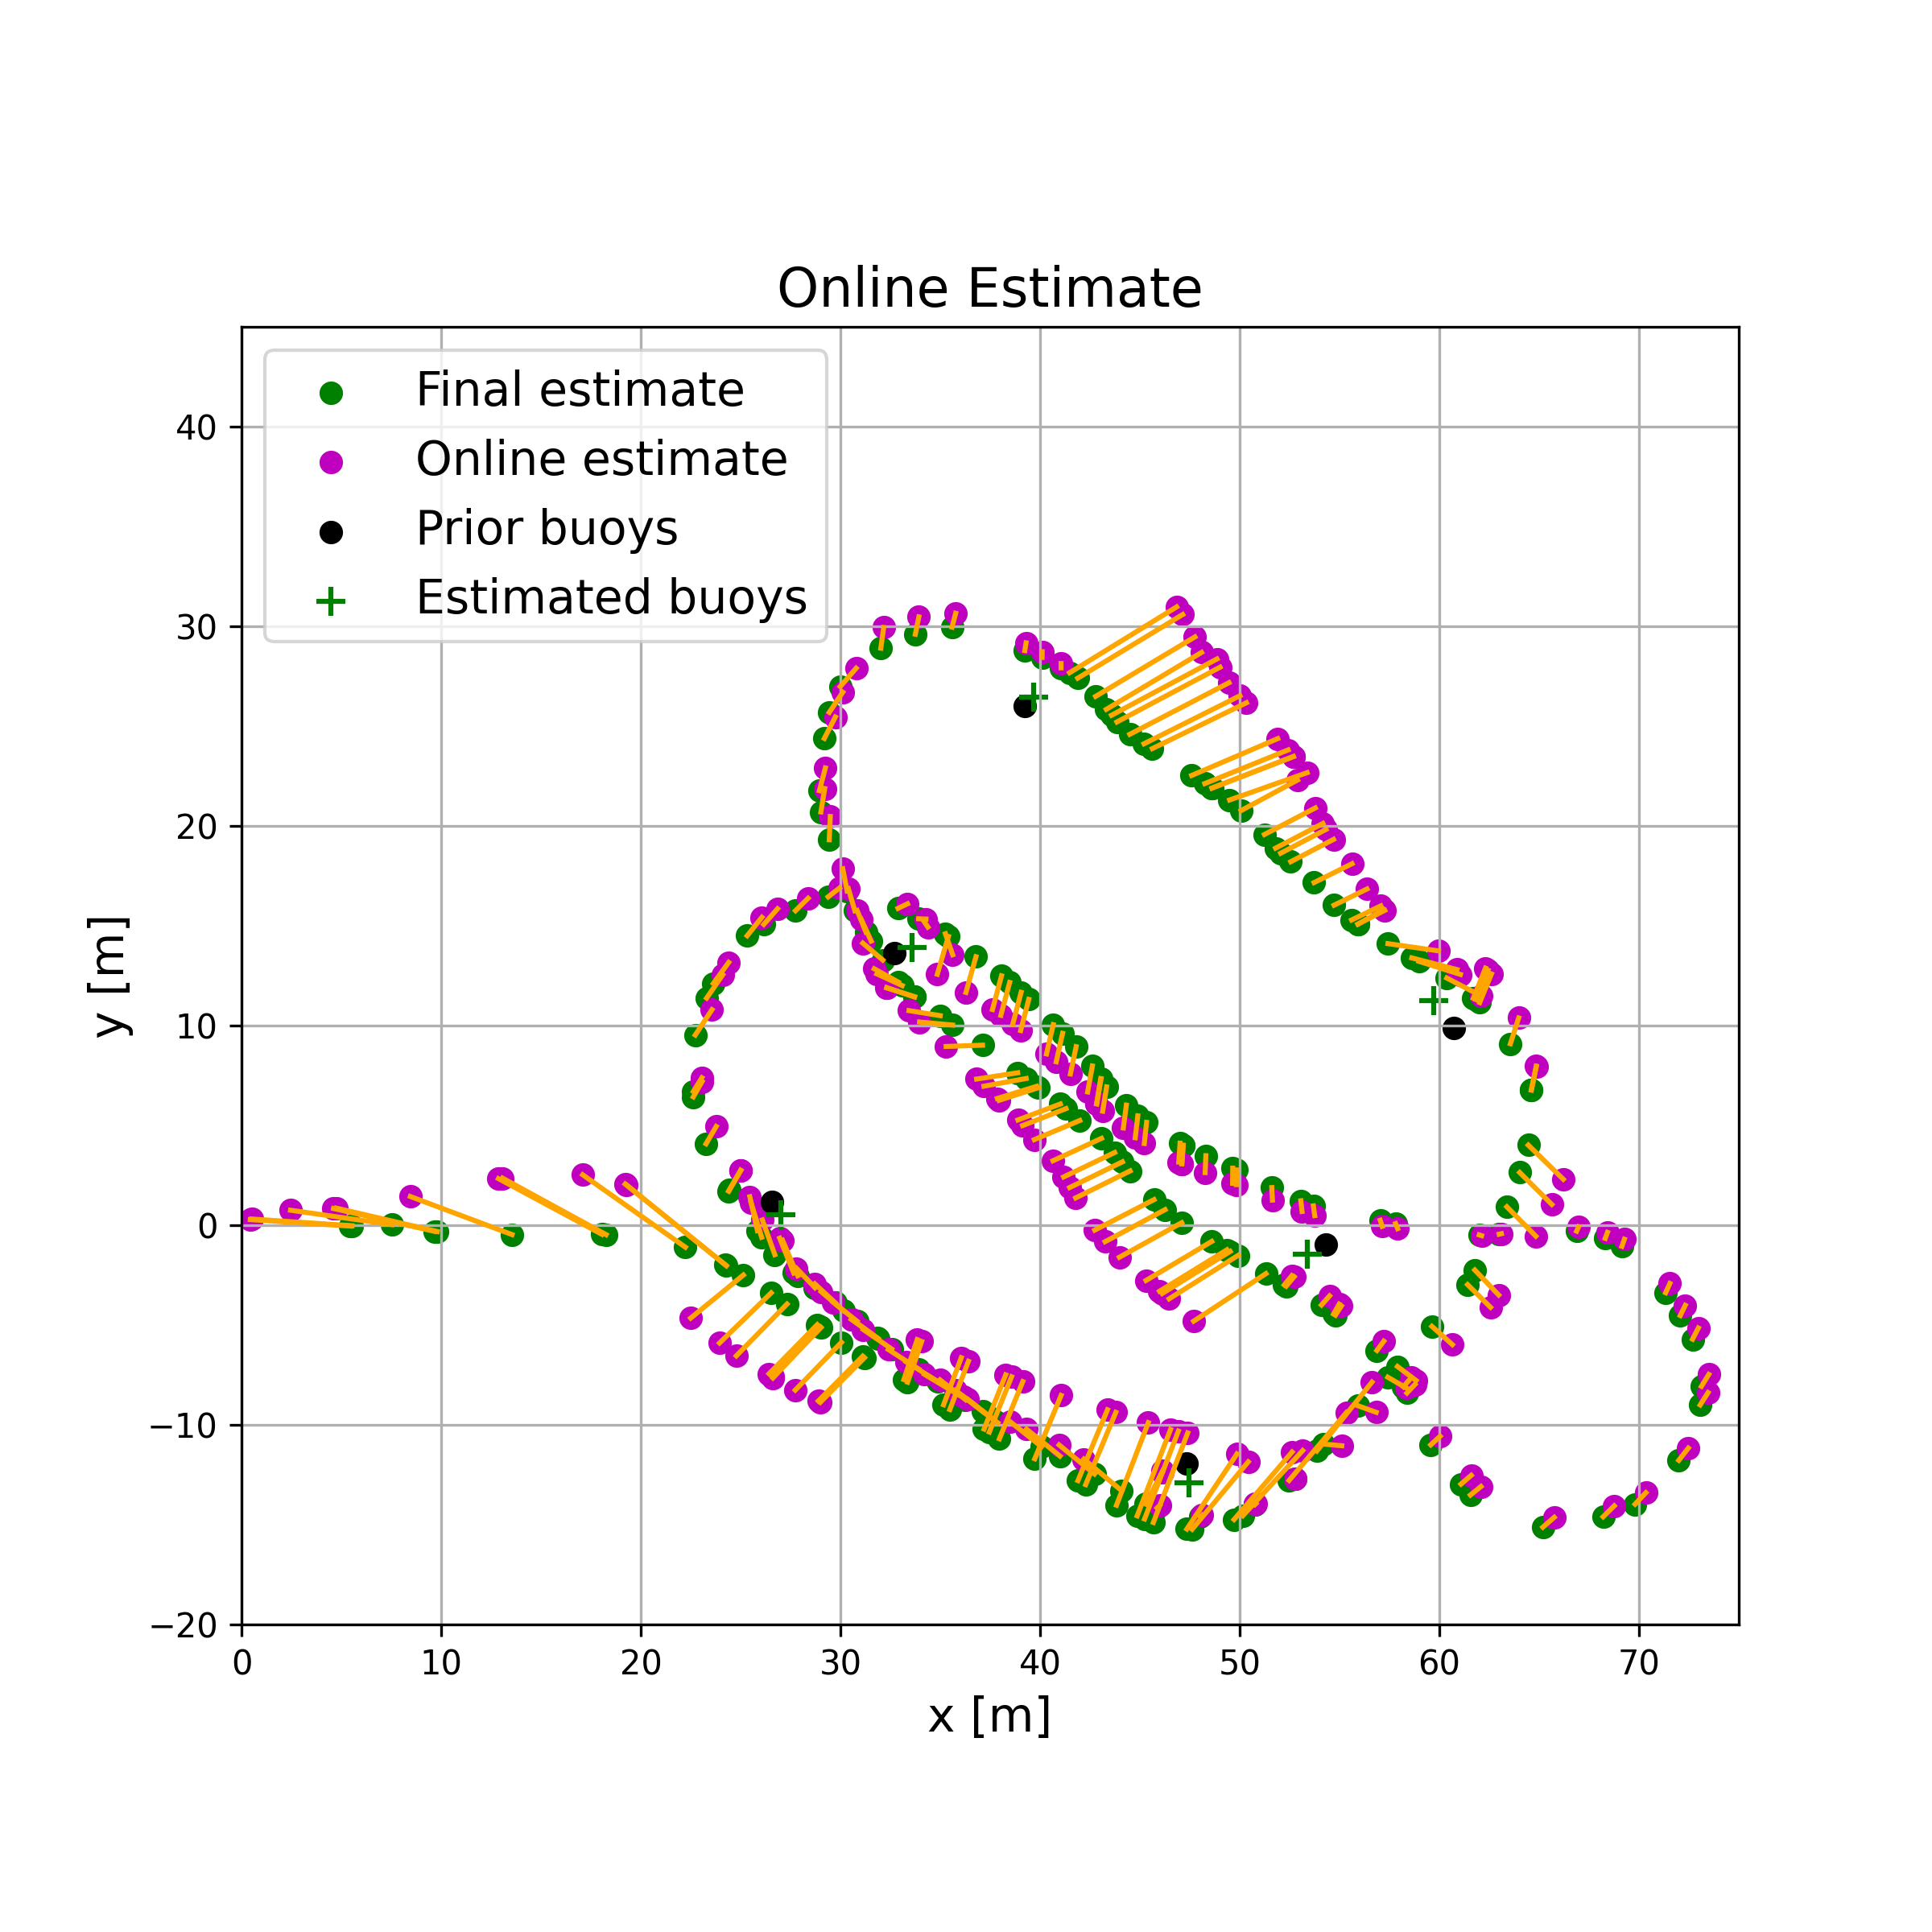 Online Estimate
Final estimate
Online estimate
Prior buoys
Estimated buoys
40
30
20
10
0
−10
−20
y [m]
0 10 20 30 40 50 60 70
x [m]